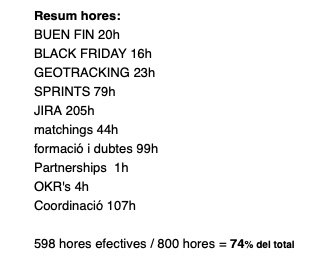 Resum hores:
BUEN FIN 20h
BLACK FRIDAY 16h
GEOTRACKING 23h
SPRINTS 79h
JIRA 205h
matchings 44h
formació i dubtes 99h
Partnerships  1h
OKR's 4h
Coordinació 107h
598 hores efectives / 800 hores = 74% del total